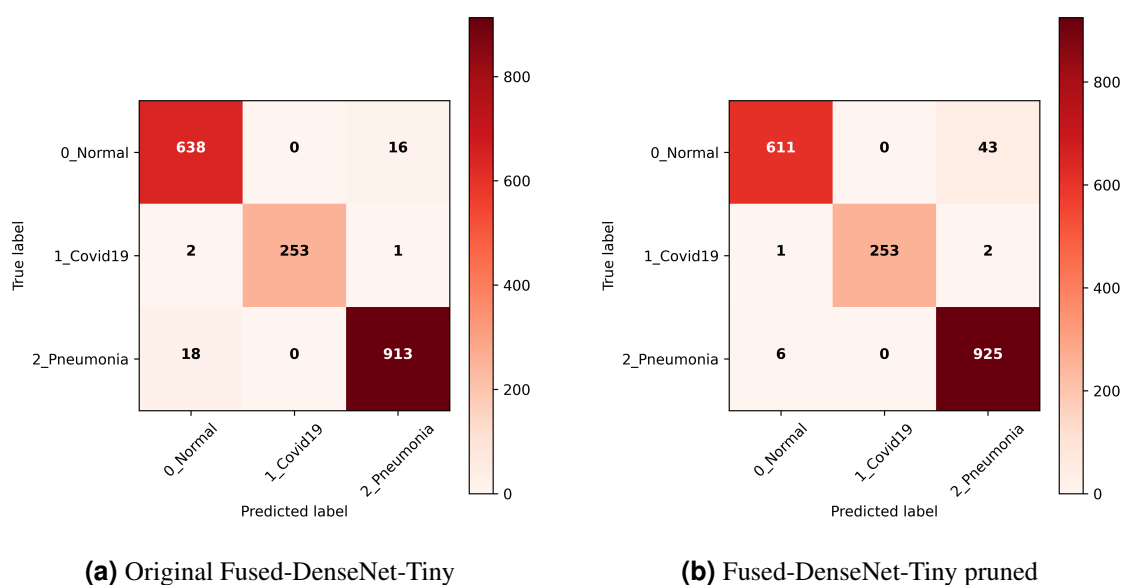 800
600
400
200
0
0_Normal
1_Covid19
2_Pneumonia
638 0 16
2 253 1
18 0 913
0_Normal
1_Covid19
2_Pneumonia
True label
Predicted label
(a) Original Fused-DenseNet-Tiny
800
600
400
200
0
0_Normal
1_Covid19
2_Pneumonia
611 0 43
1 253 2
6 0 925
0_Normal
1_Covid19
2_Pneumonia
True label
Predicted label
(b) Fused-DenseNet-Tiny pruned